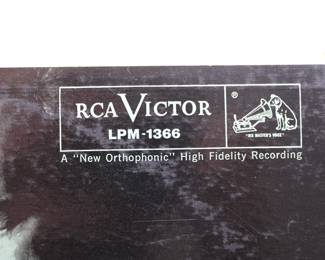 RCA VICTOR
LPM-1366
®
"HIS MASTER'S VOICE"
A "New Orthophonic" High Fidelity Recording